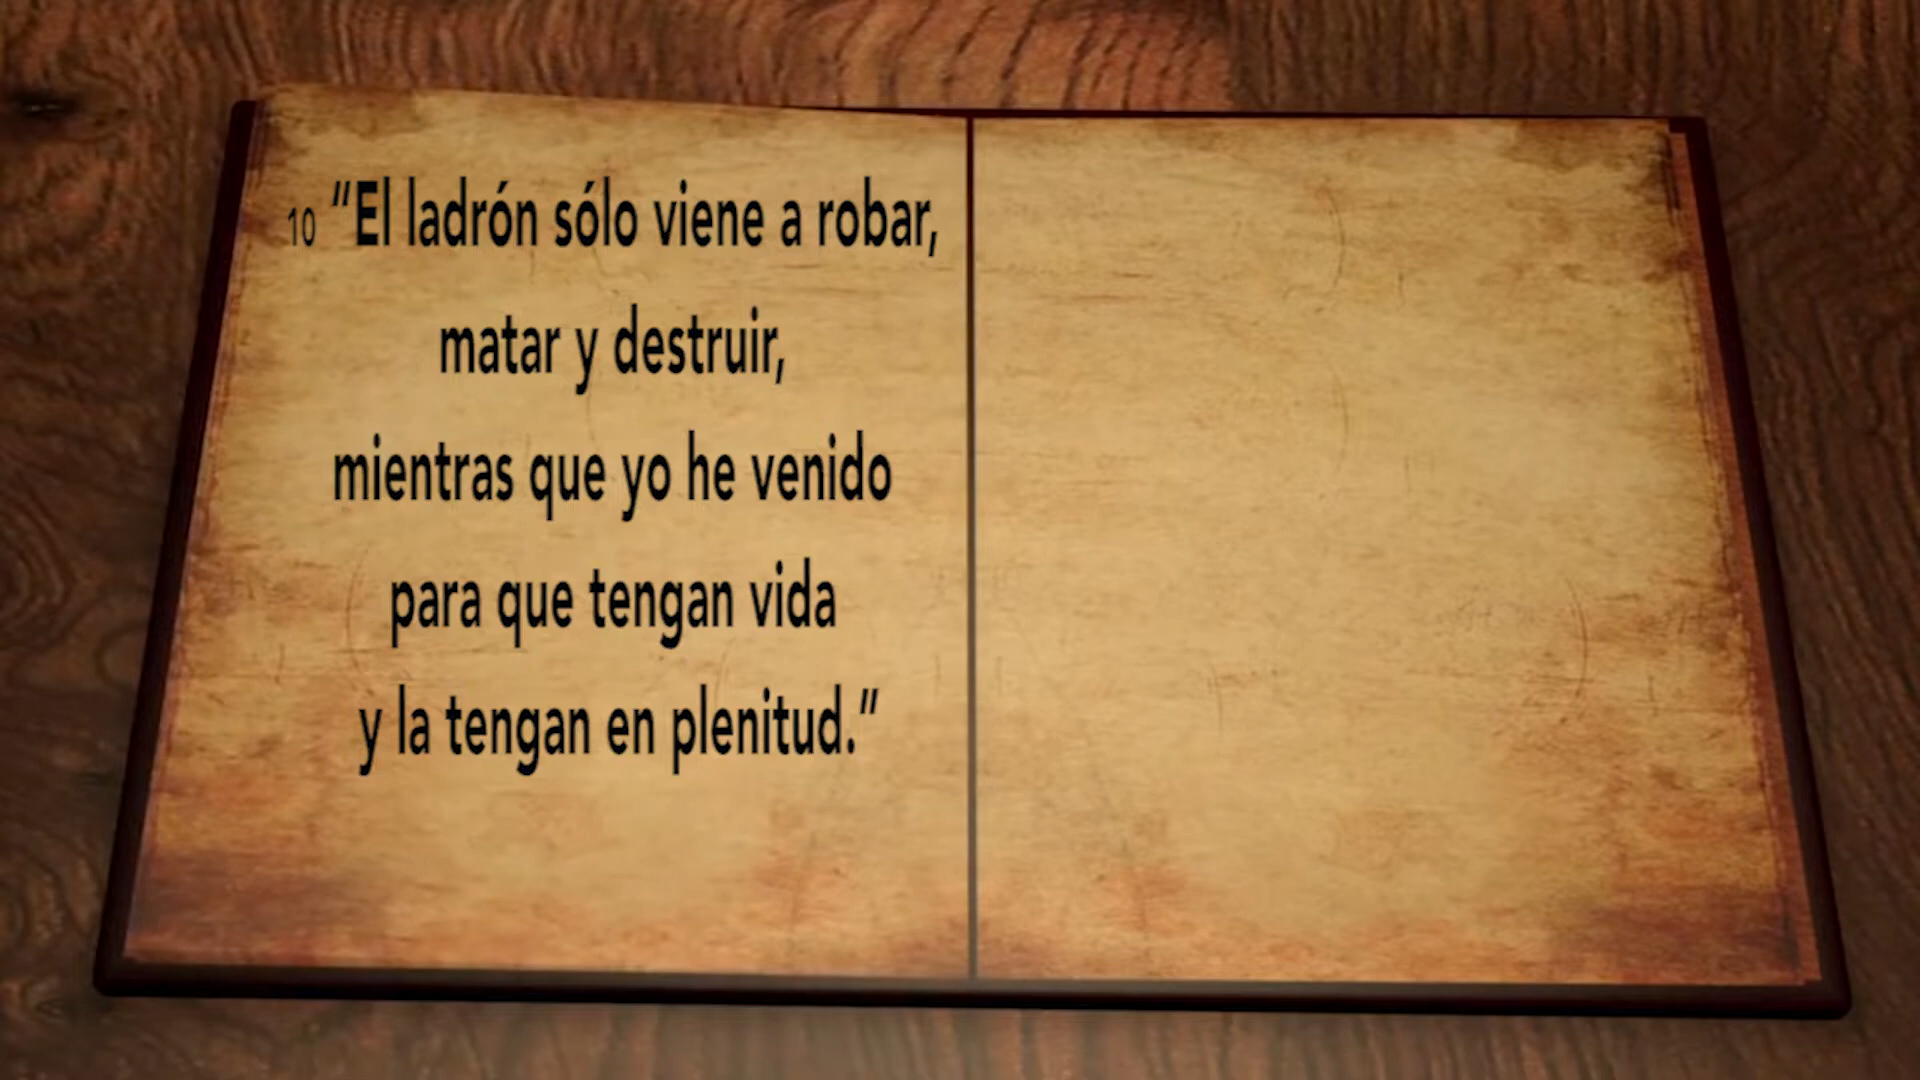 10 “El ladrón sólo viene a robar,
matar y destruir,
mientras que yo he venido
para que tengan vida
y la tengan en plenitud.”